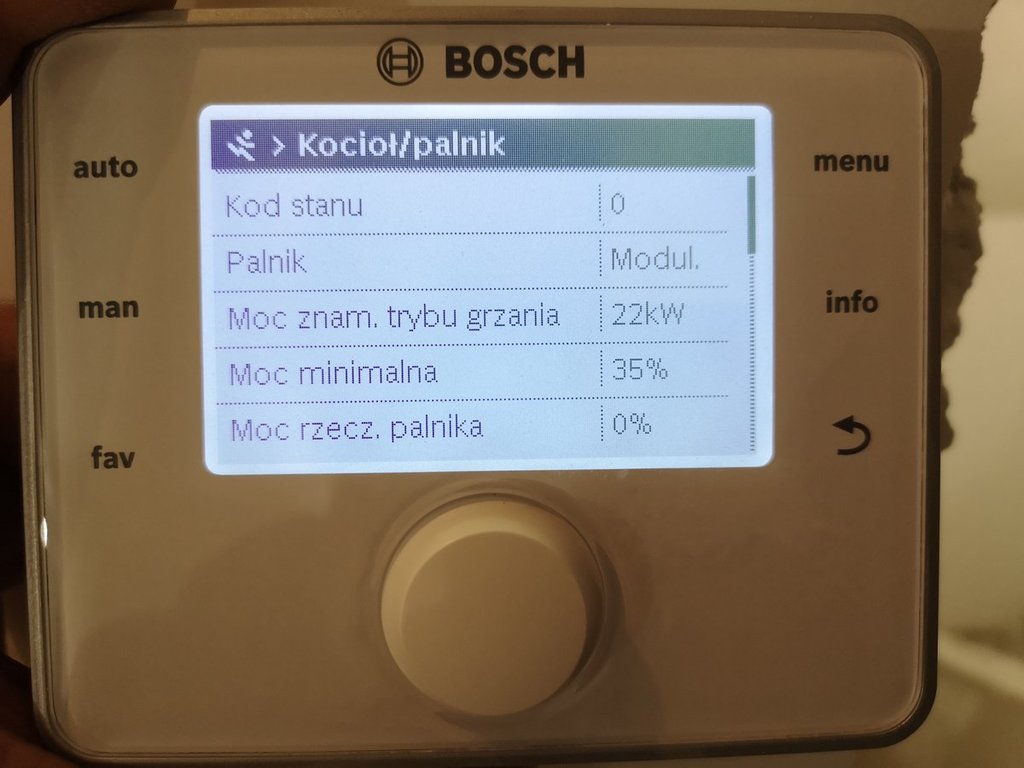 BOSCH
> Kocioł/palnik
auto
menu
Kod stanu 0
Palnik Modul.
Moc znam. trybu grzania 22kW
man
info
Moc minimalna 35%
Moc rzecz. palnika 0%
fav